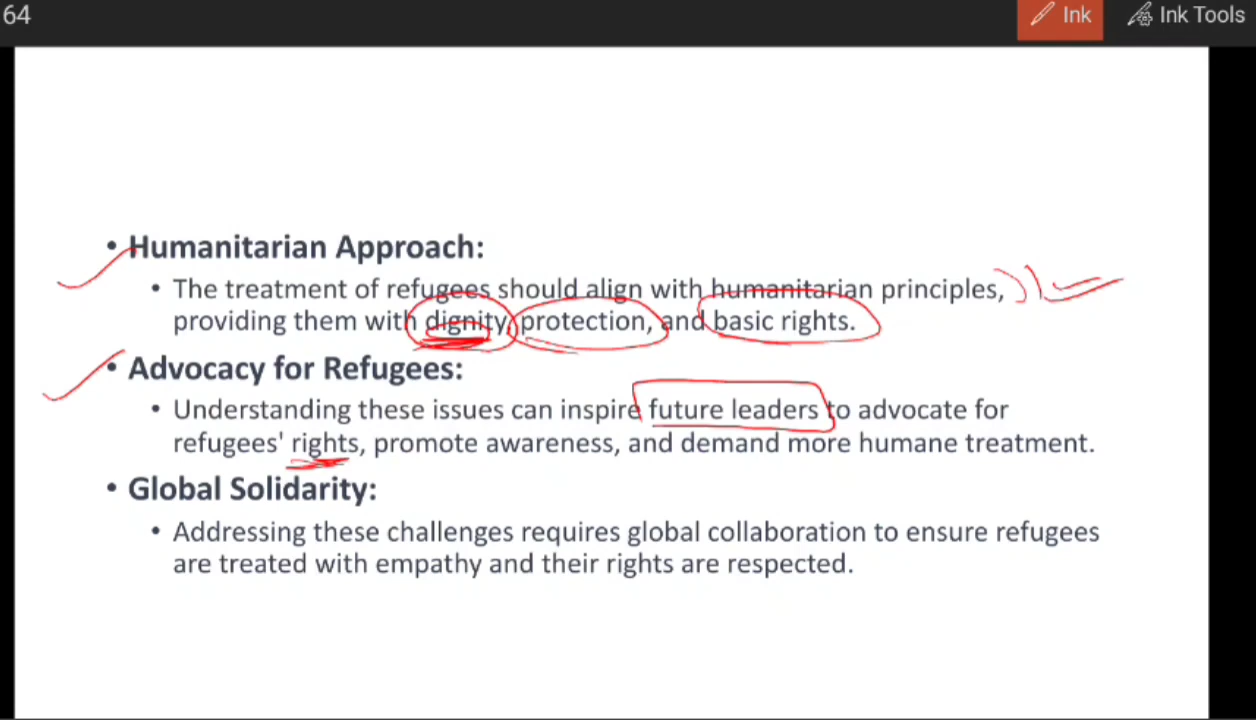 64
Ink
Ink Tools
• Humanitarian Approach:
• The treatment of refugees should align with humanitarian principles,
providing them with dignity, protection, and basic rights.
• Advocacy for Refugees:
• Understanding these issues can inspire future leaders to advocate for
refugees' rights, promote awareness, and demand more humane treatment.
• Global Solidarity:
• Addressing these challenges requires global collaboration to ensure refugees
are treated with empathy and their rights are respected.